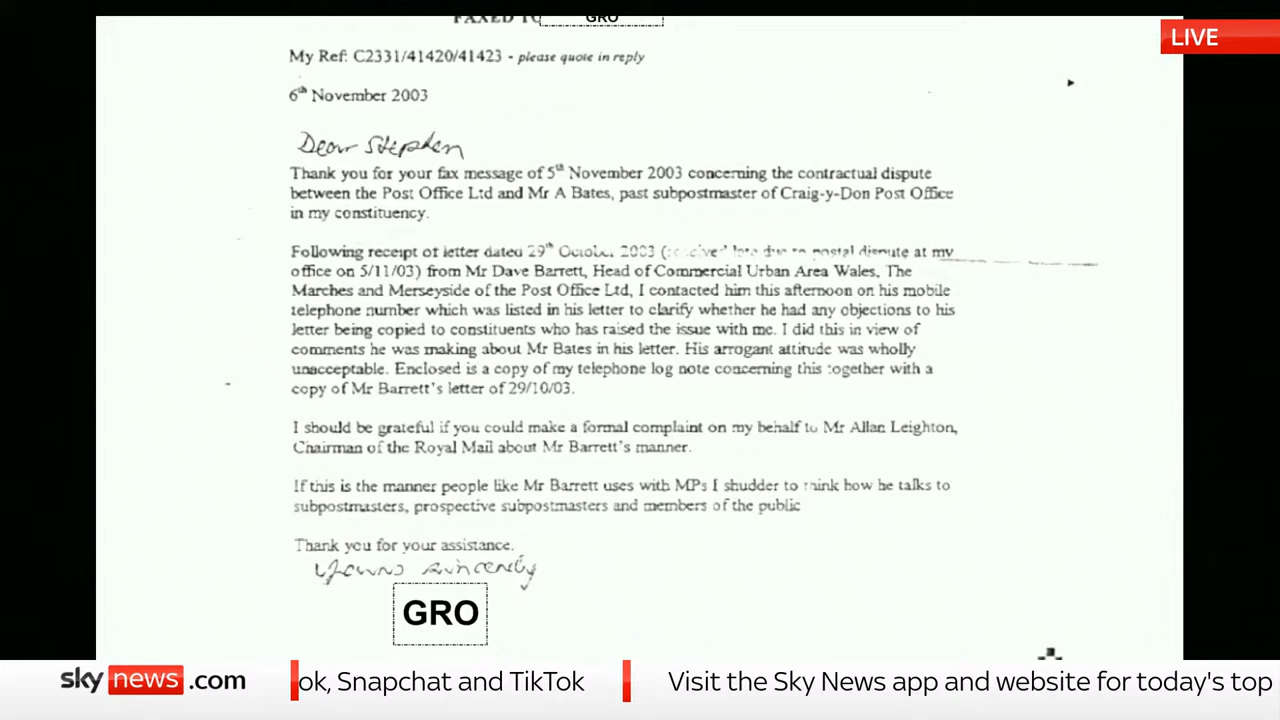 FAXED TO
GRO
LIVE
My Ref: C2331/41420/41423 - please quote in reply
6th November 2003
Dear Stephen
Thank you for your fax message of 5th November 2003 concerning the contractual dispute
between the Post Office Ltd and Mr A Bates, past subpostmaster of Craig-y-Don Post Office
in my constituency.
Following receipt of letter dated 29th October 2003 (received late due to postal dispute at my
office on 5/11/03) from Mr Dave Barrett, Head of Commercial Urban Area Wales, The
Marches and Merseyside of the Post Office Ltd, I contacted him this afternoon on his mobile
telephone number which was listed in his letter to clarify whether he had any objections to his
letter being copied to constituents who has raised the issue with me. I did this in view of
comments he was making about Mr Bates in his letter. His arrogant attitude was wholly
unacceptable. Enclosed is a copy of my telephone log note concerning this together with a
copy of Mr Barrett's letter of 29/10/03.
I should be grateful if you could make a formal complaint on my behalf to Mr Allan Leighton,
Chairman of the Royal Mail about Mr Barrett's manner.
If this is the manner people like Mr Barrett uses with MPs I shudder to think how he talks to
subpostmasters, prospective subpostmasters and members of the public
Thank you for your assistance.
Yours sincerely
GRO
sky news .com
ok, Snapchat and TikTok
Visit the Sky News app and website for today's top